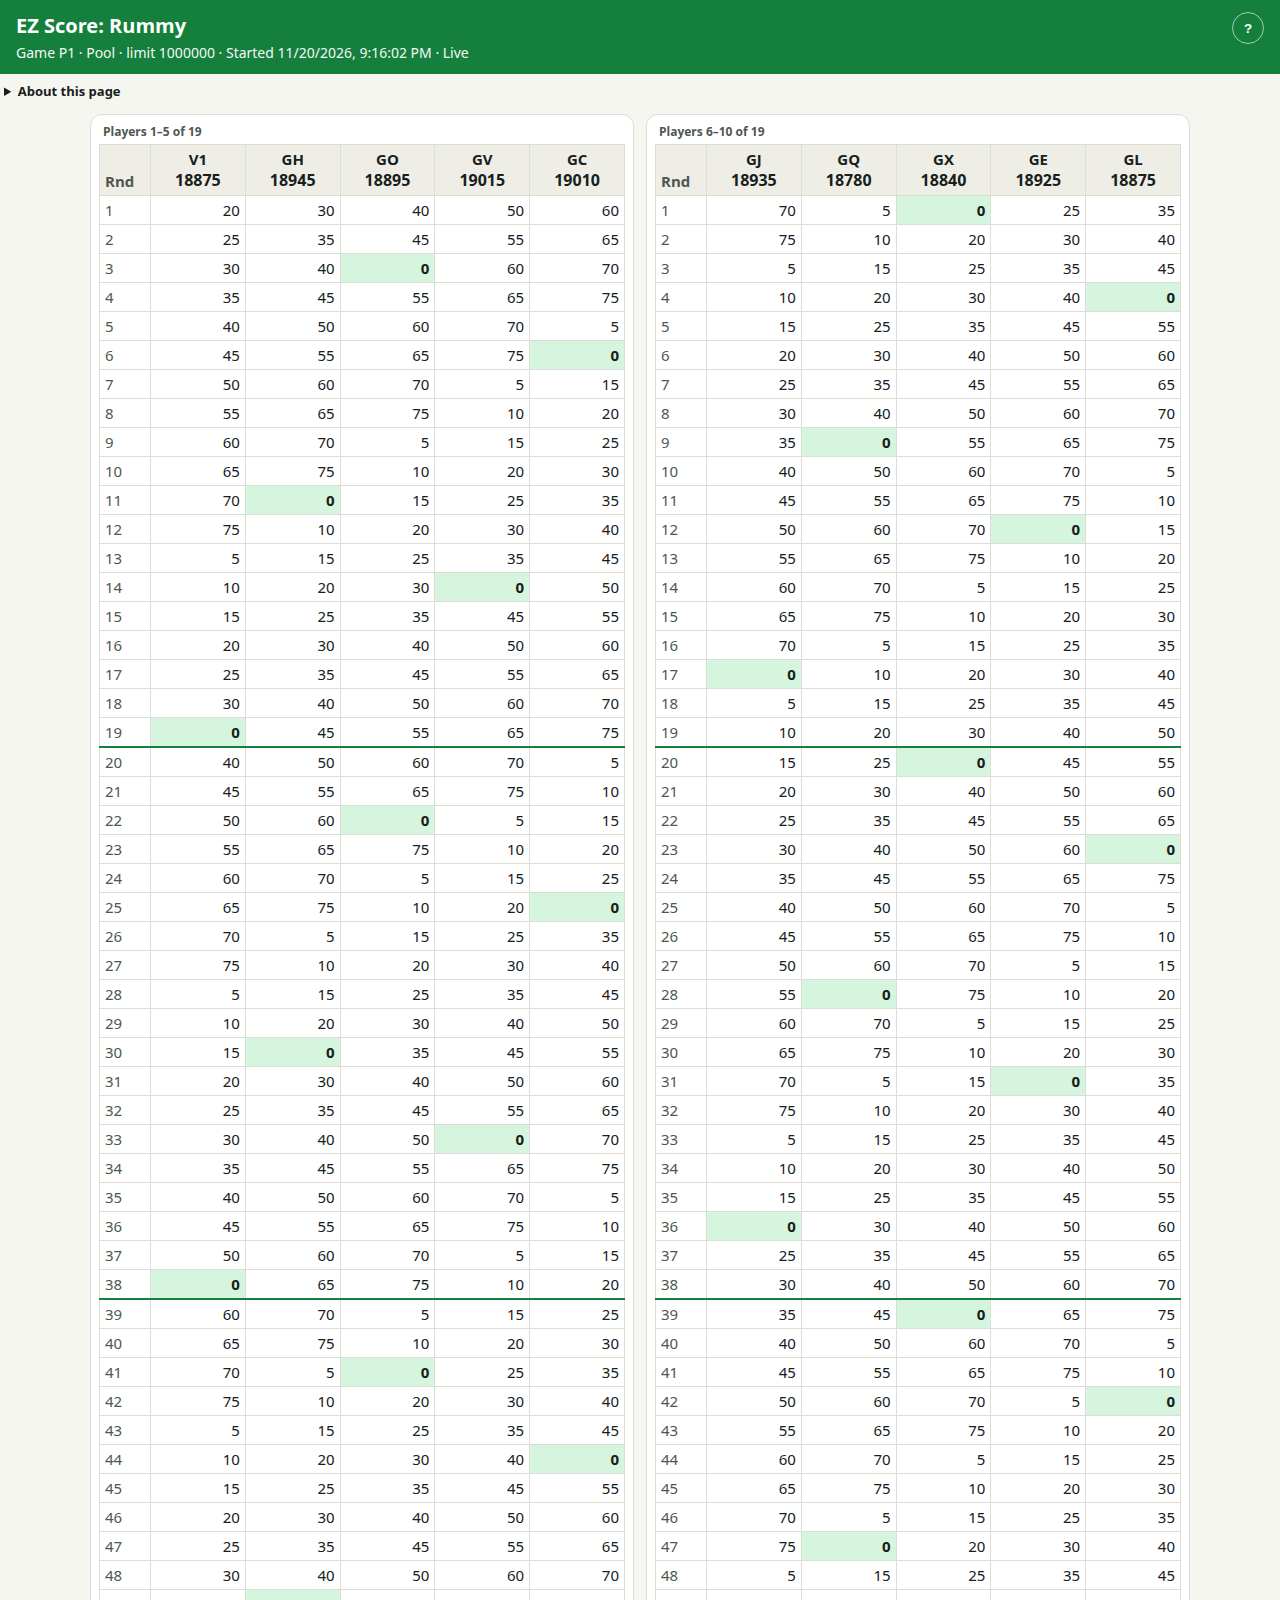 EZ Score: Rummy
?
Game P1 · Pool · limit 1000000 · Started 11/20/2026, 9:16:02 PM · Live
About this page
Players 1–5 of 19
Rnd V1 18875 GH 18945 GO 18895 GV 19015 GC 19010
1 20 30 40 50 60
2 25 35 45 55 65
3 30 40 0 60 70
4 35 45 55 65 75
5 40 50 60 70 5
6 45 55 65 75 0
7 50 60 70 5 15
8 55 65 75 10 20
9 60 70 5 15 25
10 65 75 10 20 30
11 70 0 15 25 35
12 75 10 20 30 40
13 5 15 25 35 45
14 10 20 30 0 50
15 15 25 35 45 55
16 20 30 40 50 60
17 25 35 45 55 65
18 30 40 50 60 70
19 0 45 55 65 75
20 40 50 60 70 5
21 45 55 65 75 10
22 50 60 0 5 15
23 55 65 75 10 20
24 60 70 5 15 25
25 65 75 10 20 0
26 70 5 15 25 35
27 75 10 20 30 40
28 5 15 25 35 45
29 10 20 30 40 50
30 15 0 35 45 55
31 20 30 40 50 60
32 25 35 45 55 65
33 30 40 50 0 70
34 35 45 55 65 75
35 40 50 60 70 5
36 45 55 65 75 10
37 50 60 70 5 15
38 0 65 75 10 20
39 60 70 5 15 25
40 65 75 10 20 30
41 70 5 0 25 35
42 75 10 20 30 40
43 5 15 25 35 45
44 10 20 30 40 0
45 15 25 35 45 55
46 20 30 40 50 60
47 25 35 45 55 65
48 30 40 50 60 70
Players 6–10 of 19
Rnd GJ 18935 GQ 18780 GX 18840 GE 18925 GL 18875
1 70 5 0 25 35
2 75 10 20 30 40
3 5 15 25 35 45
4 10 20 30 40 0
5 15 25 35 45 55
6 20 30 40 50 60
7 25 35 45 55 65
8 30 40 50 60 70
9 35 0 55 65 75
10 40 50 60 70 5
11 45 55 65 75 10
12 50 60 70 0 15
13 55 65 75 10 20
14 60 70 5 15 25
15 65 75 10 20 30
16 70 5 15 25 35
17 0 10 20 30 40
18 5 15 25 35 45
19 10 20 30 40 50
20 15 25 0 45 55
21 20 30 40 50 60
22 25 35 45 55 65
23 30 40 50 60 0
24 35 45 55 65 75
25 40 50 60 70 5
26 45 55 65 75 10
27 50 60 70 5 15
28 55 0 75 10 20
29 60 70 5 15 25
30 65 75 10 20 30
31 70 5 15 0 35
32 75 10 20 30 40
33 5 15 25 35 45
34 10 20 30 40 50
35 15 25 35 45 55
36 0 30 40 50 60
37 25 35 45 55 65
38 30 40 50 60 70
39 35 45 0 65 75
40 40 50 60 70 5
41 45 55 65 75 10
42 50 60 70 5 0
43 55 65 75 10 20
44 60 70 5 15 25
45 65 75 10 20 30
46 70 5 15 25 35
47 75 0 20 30 40
48 5 15 25 35 45